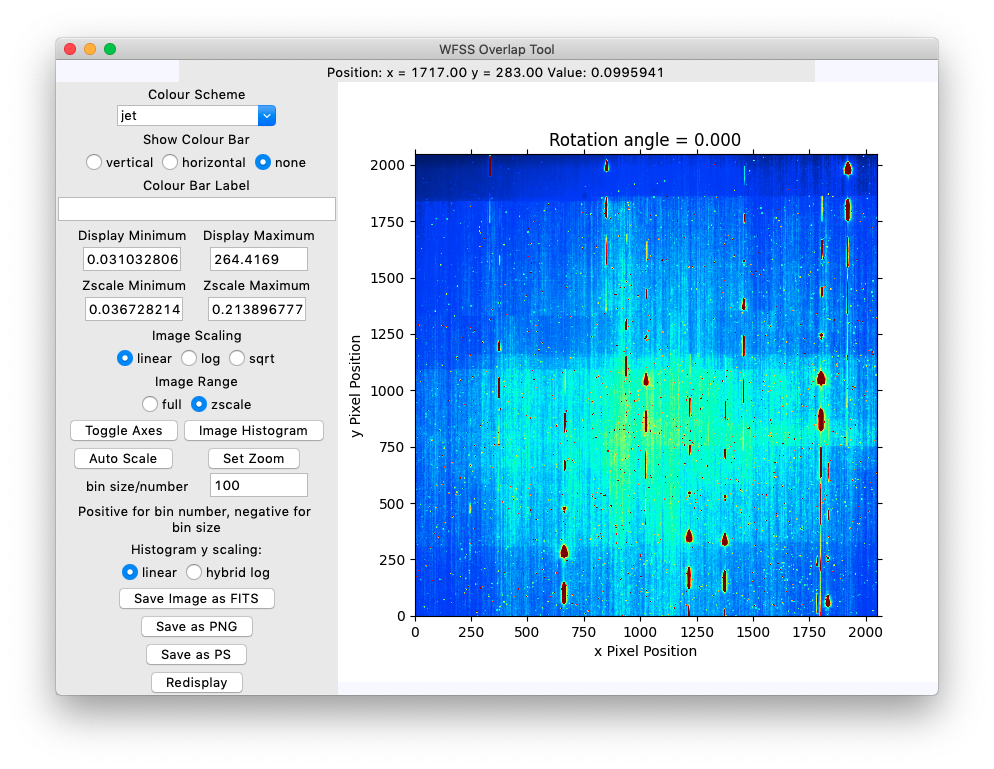 WFSS Overlap Tool
Position: x = 1717.00 y = 283.00 Value: 0.0995941
Colour Scheme
jet
Show Colour Bar
vertical horizontal none
Colour Bar Label
Display Minimum Display Maximum
0.031032806 264.4169
Zscale Minimum Zscale Maximum
0.036728214 0.213896777
Image Scaling
linear log sqrt
Image Range
full zscale
Toggle Axes Image Histogram
Auto Scale Set Zoom
bin size/number 100
Positive for bin number, negative for
bin size
Histogram y scaling:
linear hybrid log
Save Image as FITS
Save as PNG
Save as PS
Redisplay
Rotation angle = 0.000
2000
1750
1500
1250
1000
750
500
250
0
y Pixel Position
0 250 500 750 1000 1250 1500 1750 2000
x Pixel Position